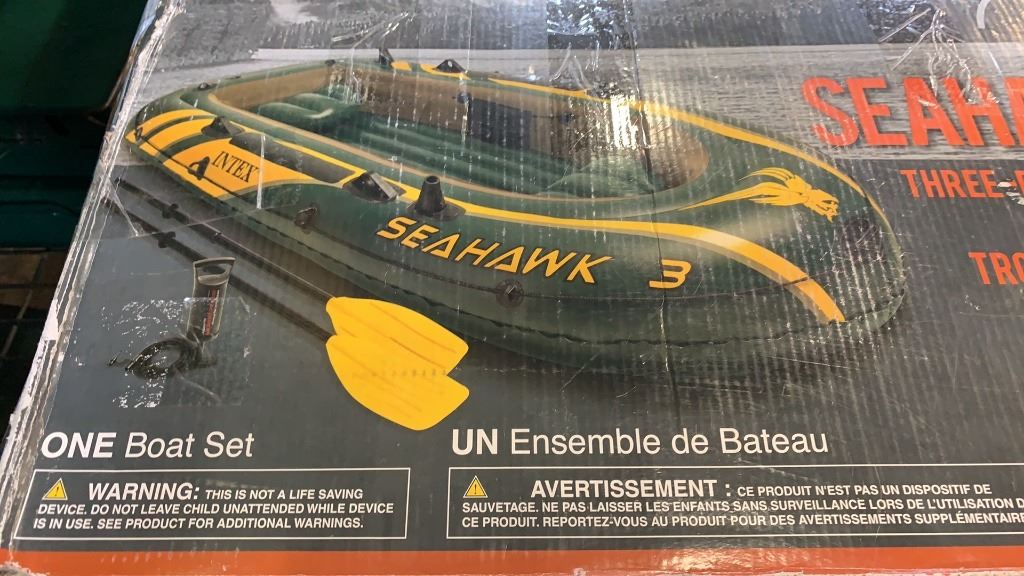 SEAH
THREE-
TRO
INTEX
SEAHAWK 3
ONE Boat Set
WARNING: THIS IS NOT A LIFE SAVING
DEVICE. DO NOT LEAVE CHILD UNATTENDED WHILE DEVICE
IS IN USE. SEE PRODUCT FOR ADDITIONAL WARNINGS.
UN Ensemble de Bateau
AVERTISSEMENT : CE PRODUIT N'EST PAS UN DISPOSITIF DE
SAUVETAGE. NE PAS LAISSER LES ENFANTS SANS SURVEILLANCE LORS DE L'UTILISATION D
CE PRODUIT. REPORTEZ-VOUS AU PRODUIT POUR DES AVERTISSEMENTS SUPPLÉMENTAIRE